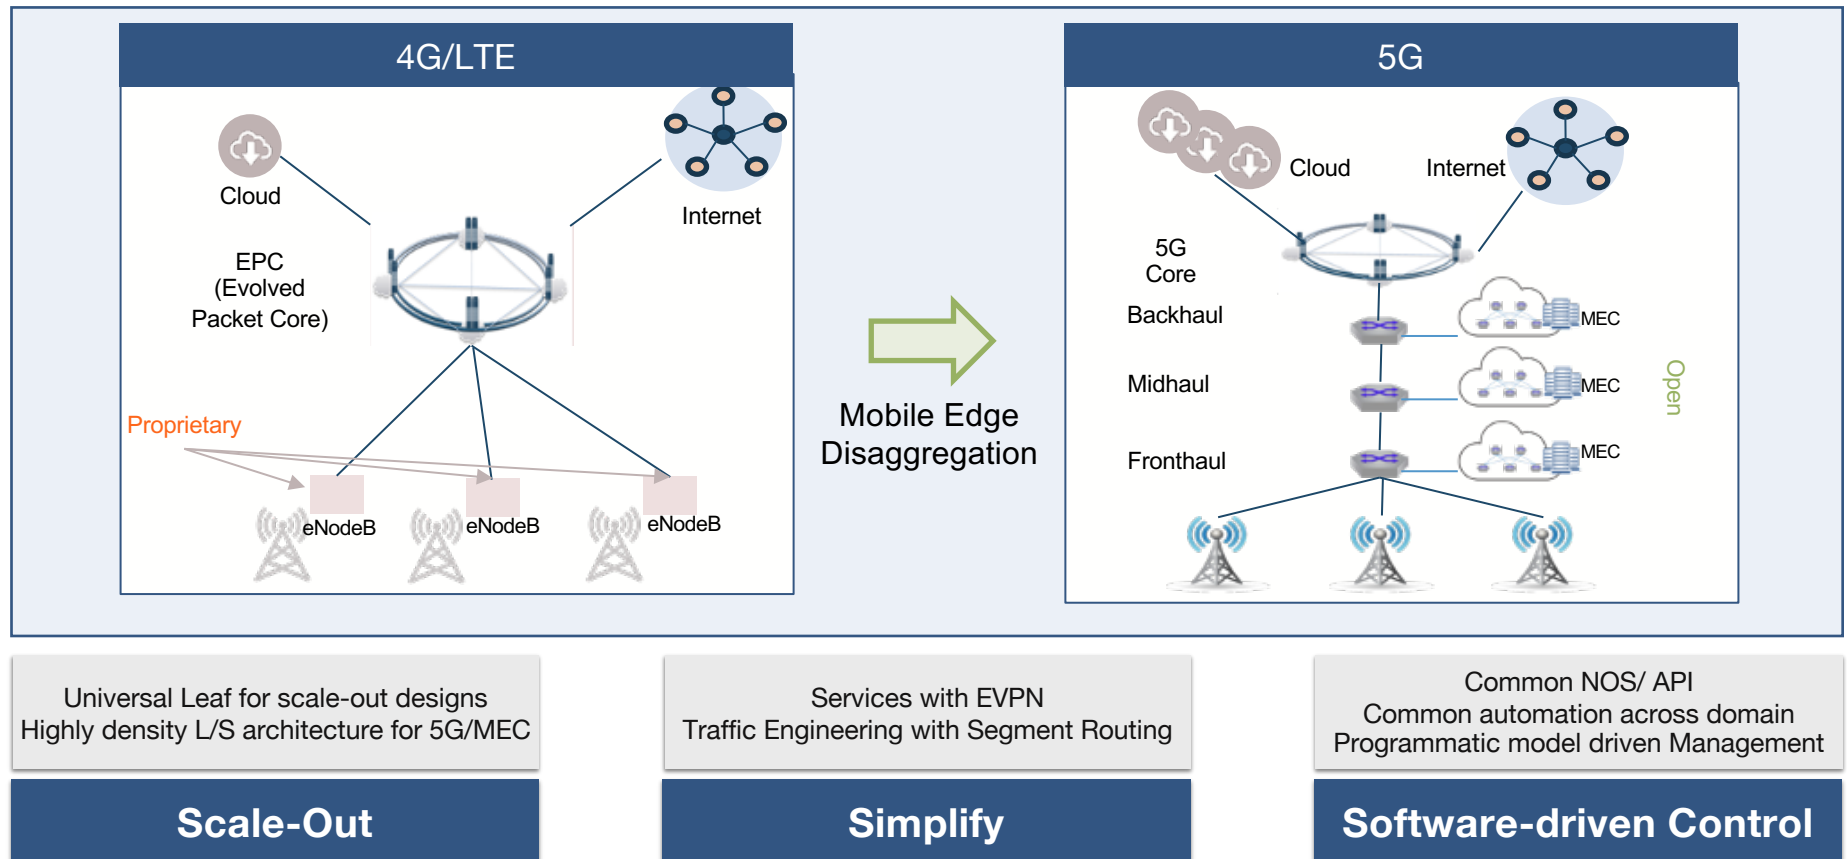 4G/LTE
Cloud
Internet
EPC
(Evolved
Packet Core)
Proprietary
eNodeB
eNodeB
eNodeB
Mobile Edge
Disaggregation
5G
Cloud
Internet
5G
Core
Backhaul
MEC
Midhaul
MEC
Open
Fronthaul
MEC
Universal Leaf for scale-out designs
Highly density L/S architecture for 5G/MEC
Scale-Out
Services with EVPN
Traffic Engineering with Segment Routing
Simplify
Common NOS/ API
Common automation across domain
Programmatic model driven Management
Software-driven Control